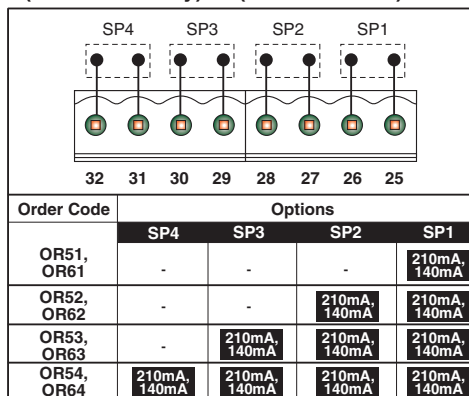 SP4 SP3 SP2 SP1
32 31 30 29 28 27 26 25
Order Code Options
SP4 SP3 SP2 SP1
OR51, OR61 - - - 210mA, 140mA
OR52, OR62 - - 210mA, 140mA 210mA, 140mA
OR53, OR63 - 210mA, 140mA 210mA, 140mA 210mA, 140mA
OR54, OR64 210mA, 140mA 210mA, 140mA 210mA, 140mA 210mA, 140mA